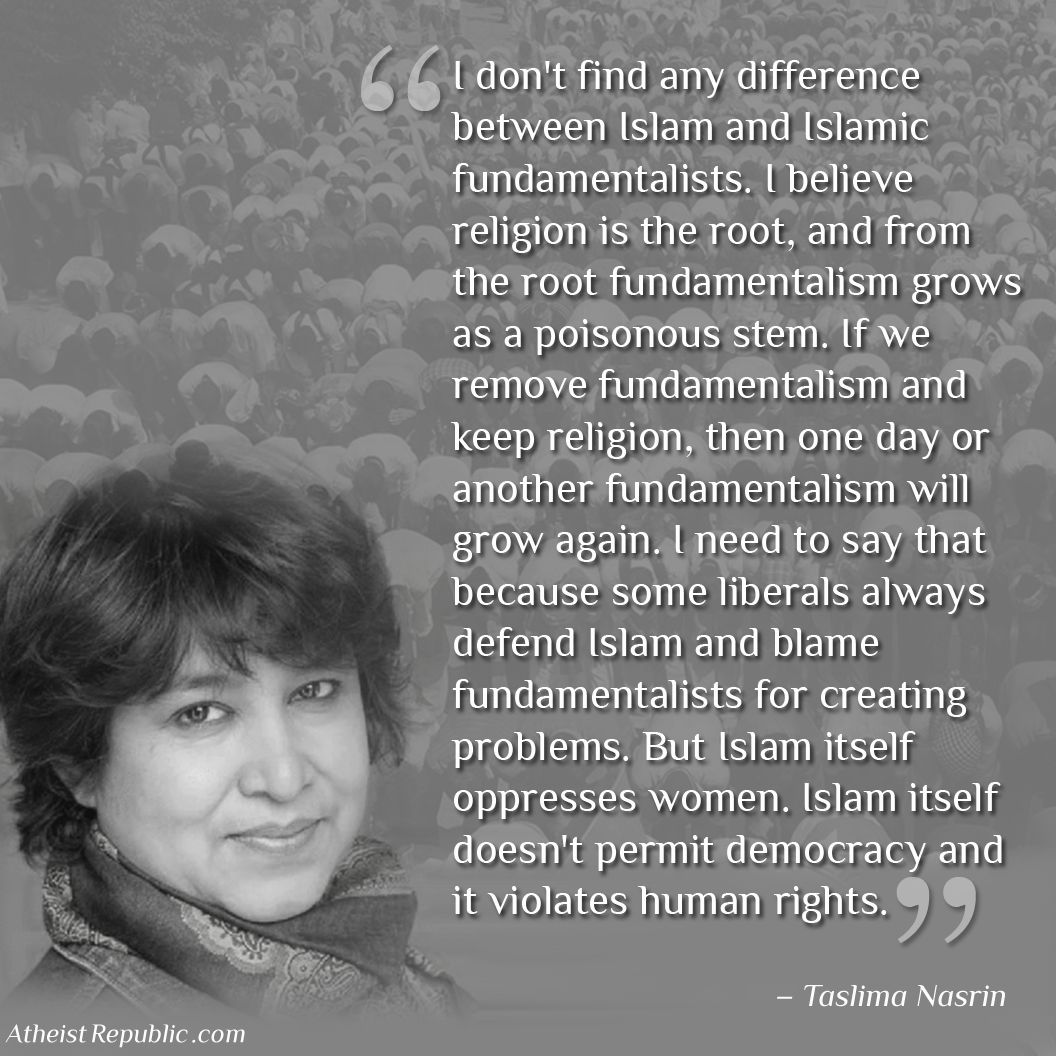 “I don't find any difference
between Islam and Islamic
fundamentalists. I believe
religion is the root, and from
the root fundamentalism grows
as a poisonous stem. If we
remove fundamentalism and
keep religion, then one day or
another fundamentalism will
grow again. I need to say that
because some liberals always
defend Islam and blame
fundamentalists for creating
problems. But Islam itself
oppresses women. Islam itself
doesn't permit democracy and
it violates human rights.”
– Taslima Nasrin
AtheistRepublic.com